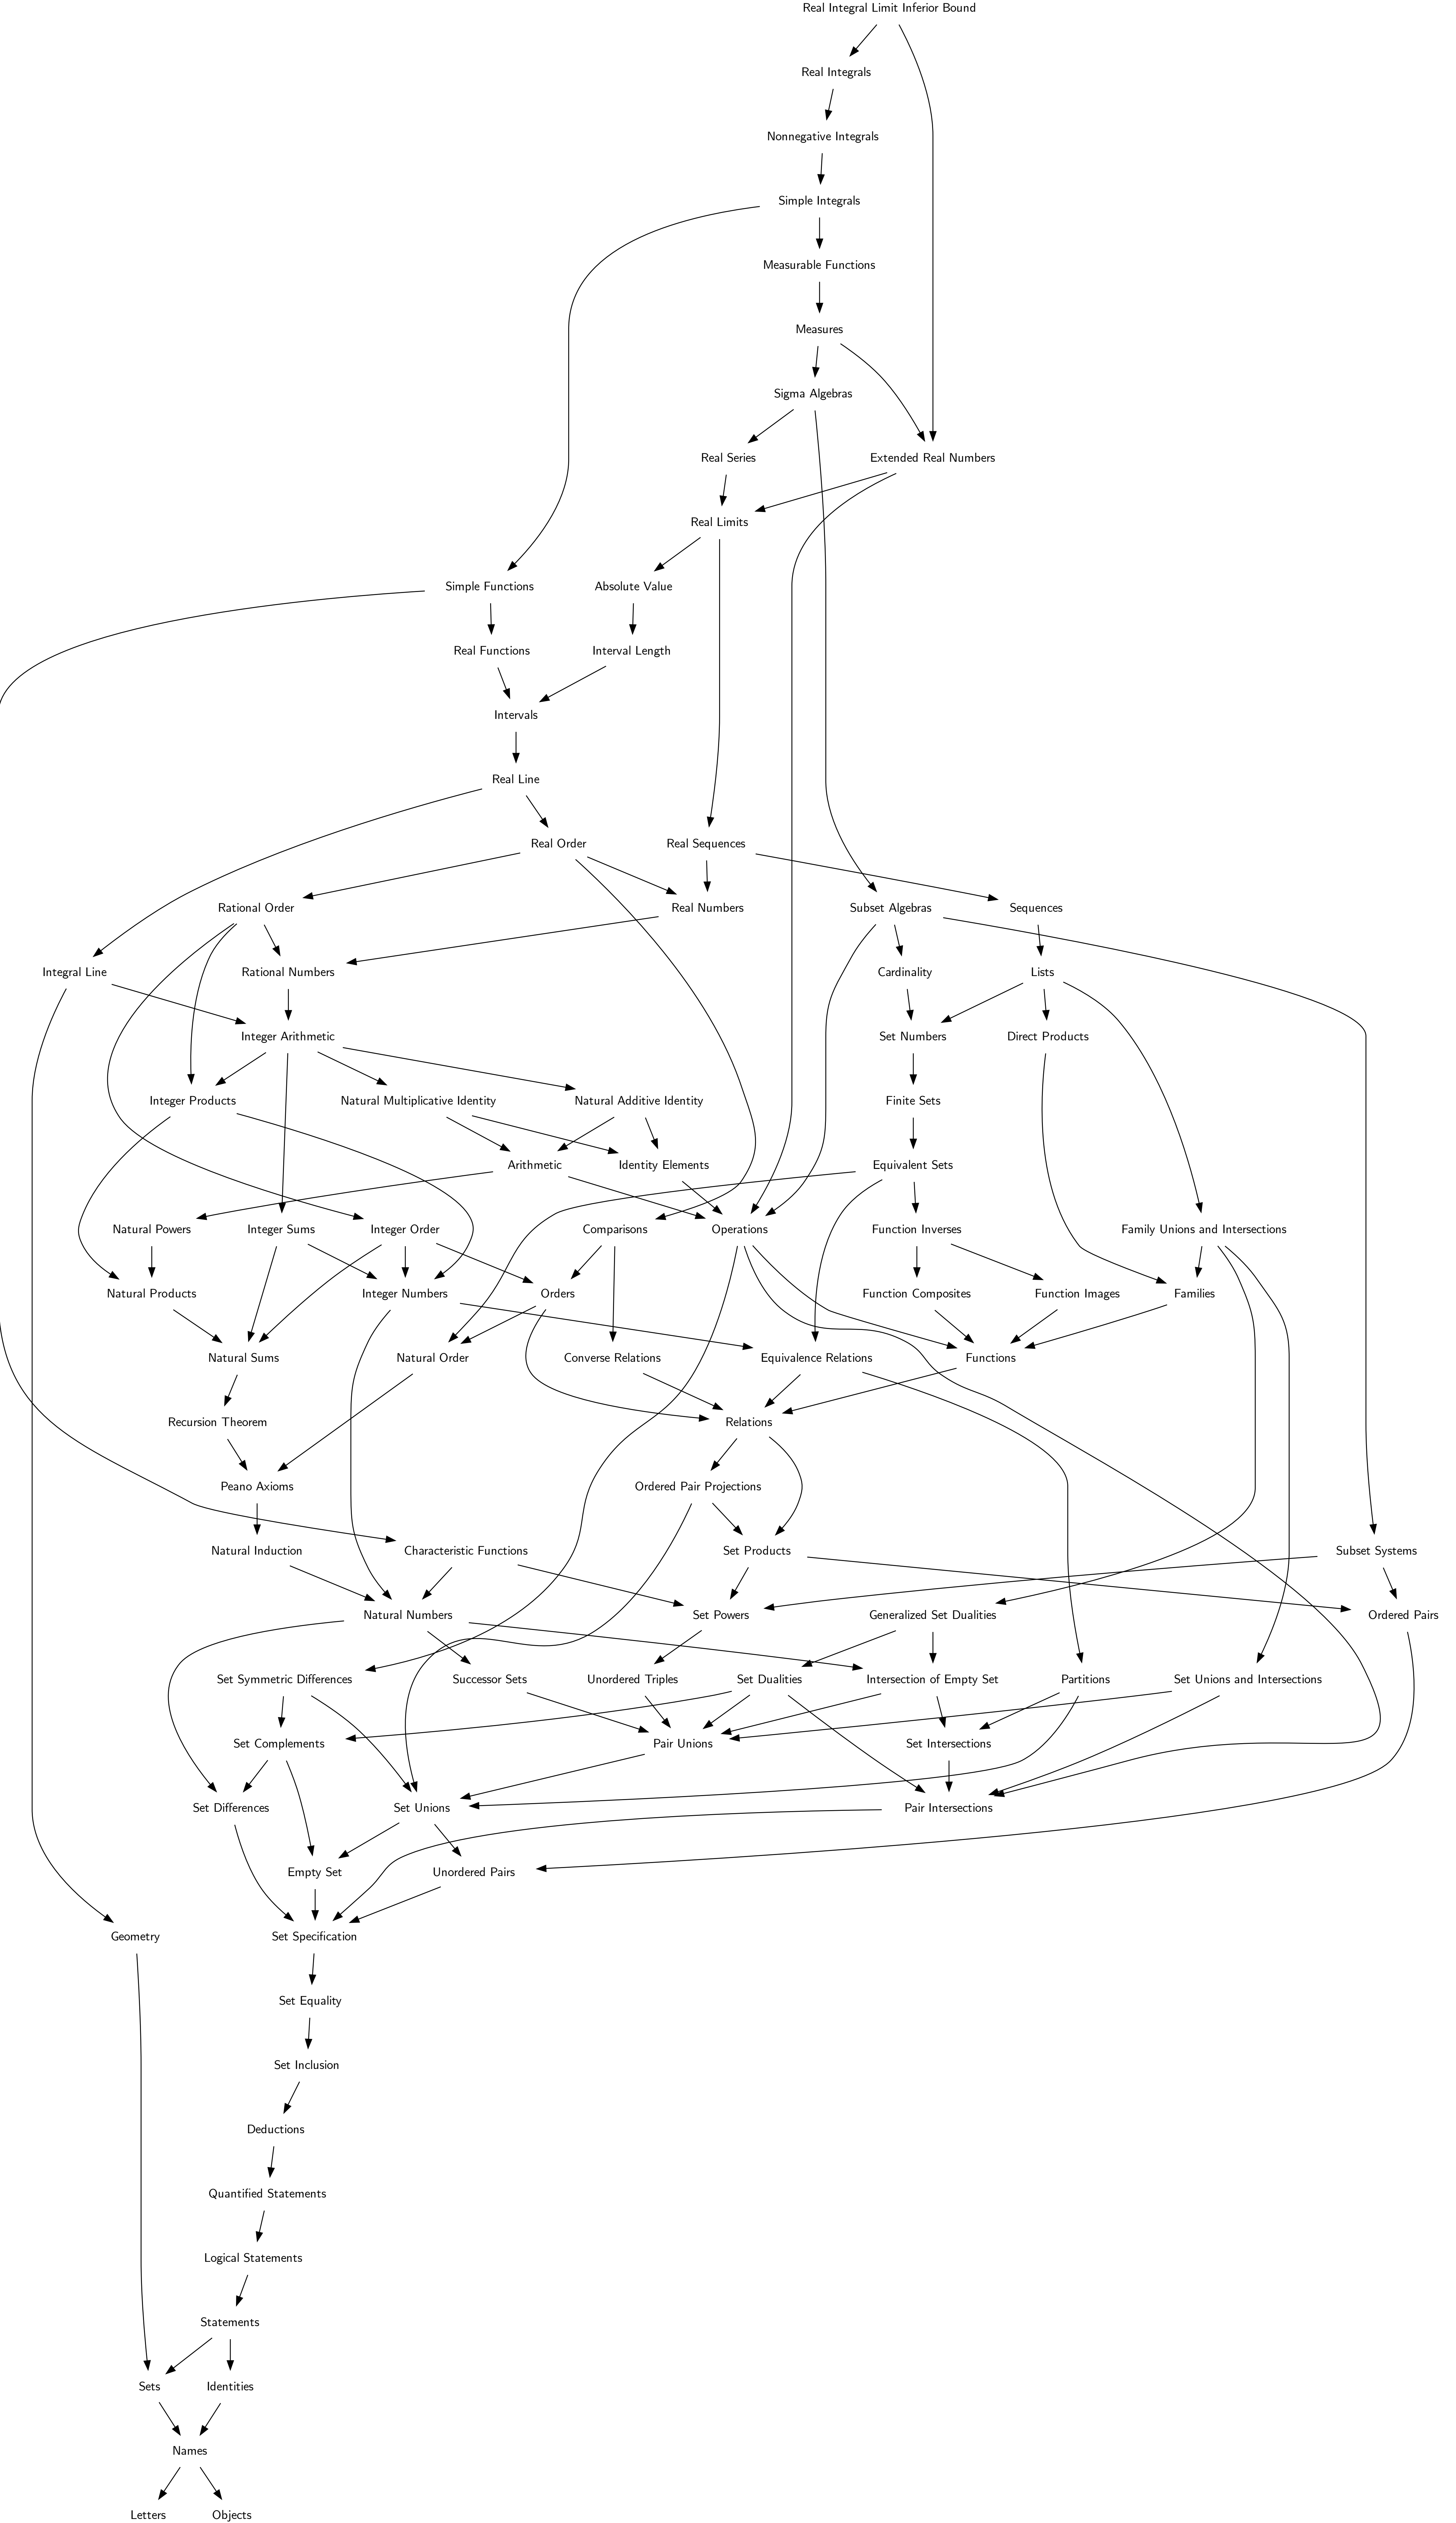 Real Integral Limit Inferior Bound
Real Integrals
Nonnegative Integrals
Simple Integrals
Measurable Functions
Measures
Sigma Algebras
Real Series
Extended Real Numbers
Real Limits
Simple Functions
Absolute Value
Real Functions
Interval Length
Intervals
Real Line
Real Order
Real Sequences
Rational Order
Real Numbers
Subset Algebras
Sequences
Integral Line
Rational Numbers
Cardinality
Lists
Integer Arithmetic
Set Numbers
Direct Products
Integer Products
Natural Multiplicative Identity
Natural Additive Identity
Finite Sets
Arithmetic
Identity Elements
Equivalent Sets
Natural Powers
Integer Sums
Integer Order
Comparisons
Operations
Function Inverses
Family Unions and Intersections
Natural Products
Integer Numbers
Orders
Function Composites
Function Images
Families
Natural Sums
Natural Order
Converse Relations
Equivalence Relations
Functions
Recursion Theorem
Relations
Peano Axioms
Ordered Pair Projections
Natural Induction
Characteristic Functions
Set Products
Subset Systems
Natural Numbers
Set Powers
Generalized Set Dualities
Ordered Pairs
Set Symmetric Differences
Successor Sets
Unordered Triples
Set Dualities
Intersection of Empty Set
Partitions
Set Unions and Intersections
Set Complements
Pair Unions
Set Intersections
Set Differences
Set Unions
Pair Intersections
Empty Set
Unordered Pairs
Geometry
Set Specification
Set Equality
Set Inclusion
Deductions
Quantified Statements
Logical Statements
Statements
Sets
Identities
Names
Letters
Objects